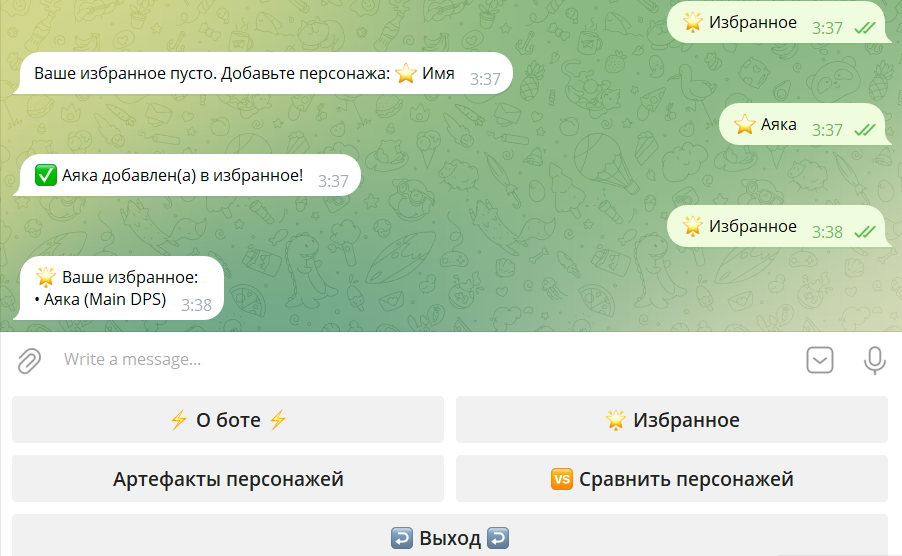 🌟 Избранное 3:37
Ваше избранное пусто. Добавьте персонажа: ⭐ Имя 3:37
⭐ Аяка 3:37
✅ Аяка добавлен(а) в избранное! 3:37
🌟 Избранное 3:38
🌟 Ваше избранное:
• Аяка (Main DPS) 3:38
Write a message...
⚡ О боте ⚡
🌟 Избранное
Артефакты персонажей
🆚 Сравнить персонажей
↩️ Выход ↩️